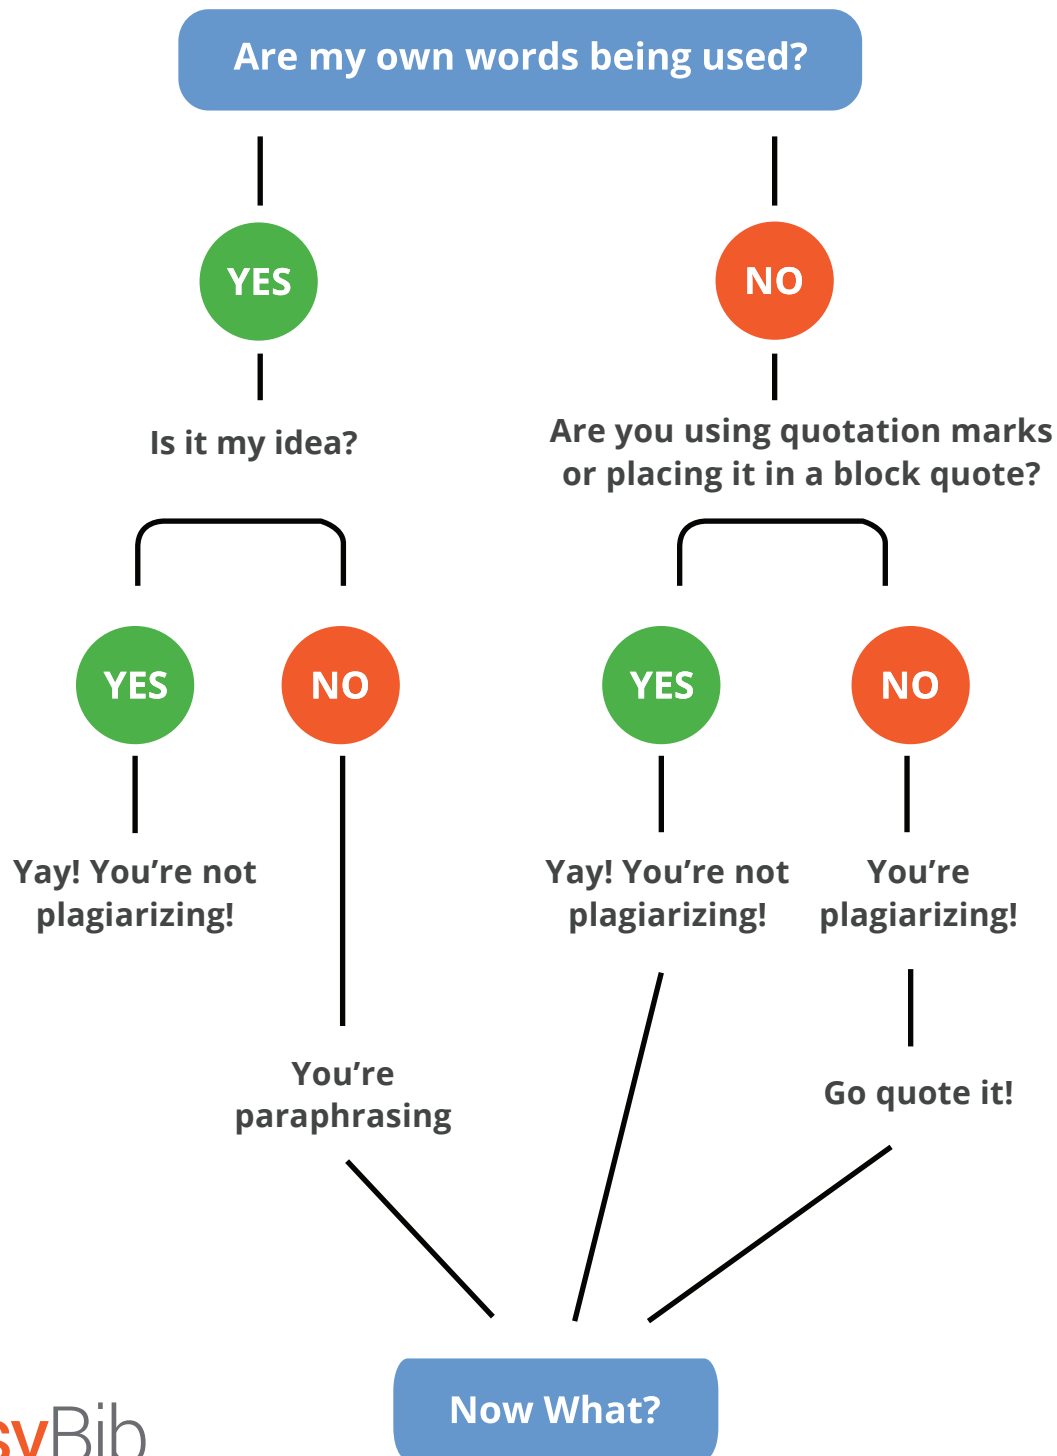 Are my own words being used?
YES
NO
Is it my idea?
Are you using quotation marks
or placing it in a block quote?
YES
NO
YES
NO
Yay! You’re not
plagiarizing!
Yay! You’re not
plagiarizing!
You’re
plagiarizing!
You’re
paraphrasing
Go quote it!
Now What?
syBib